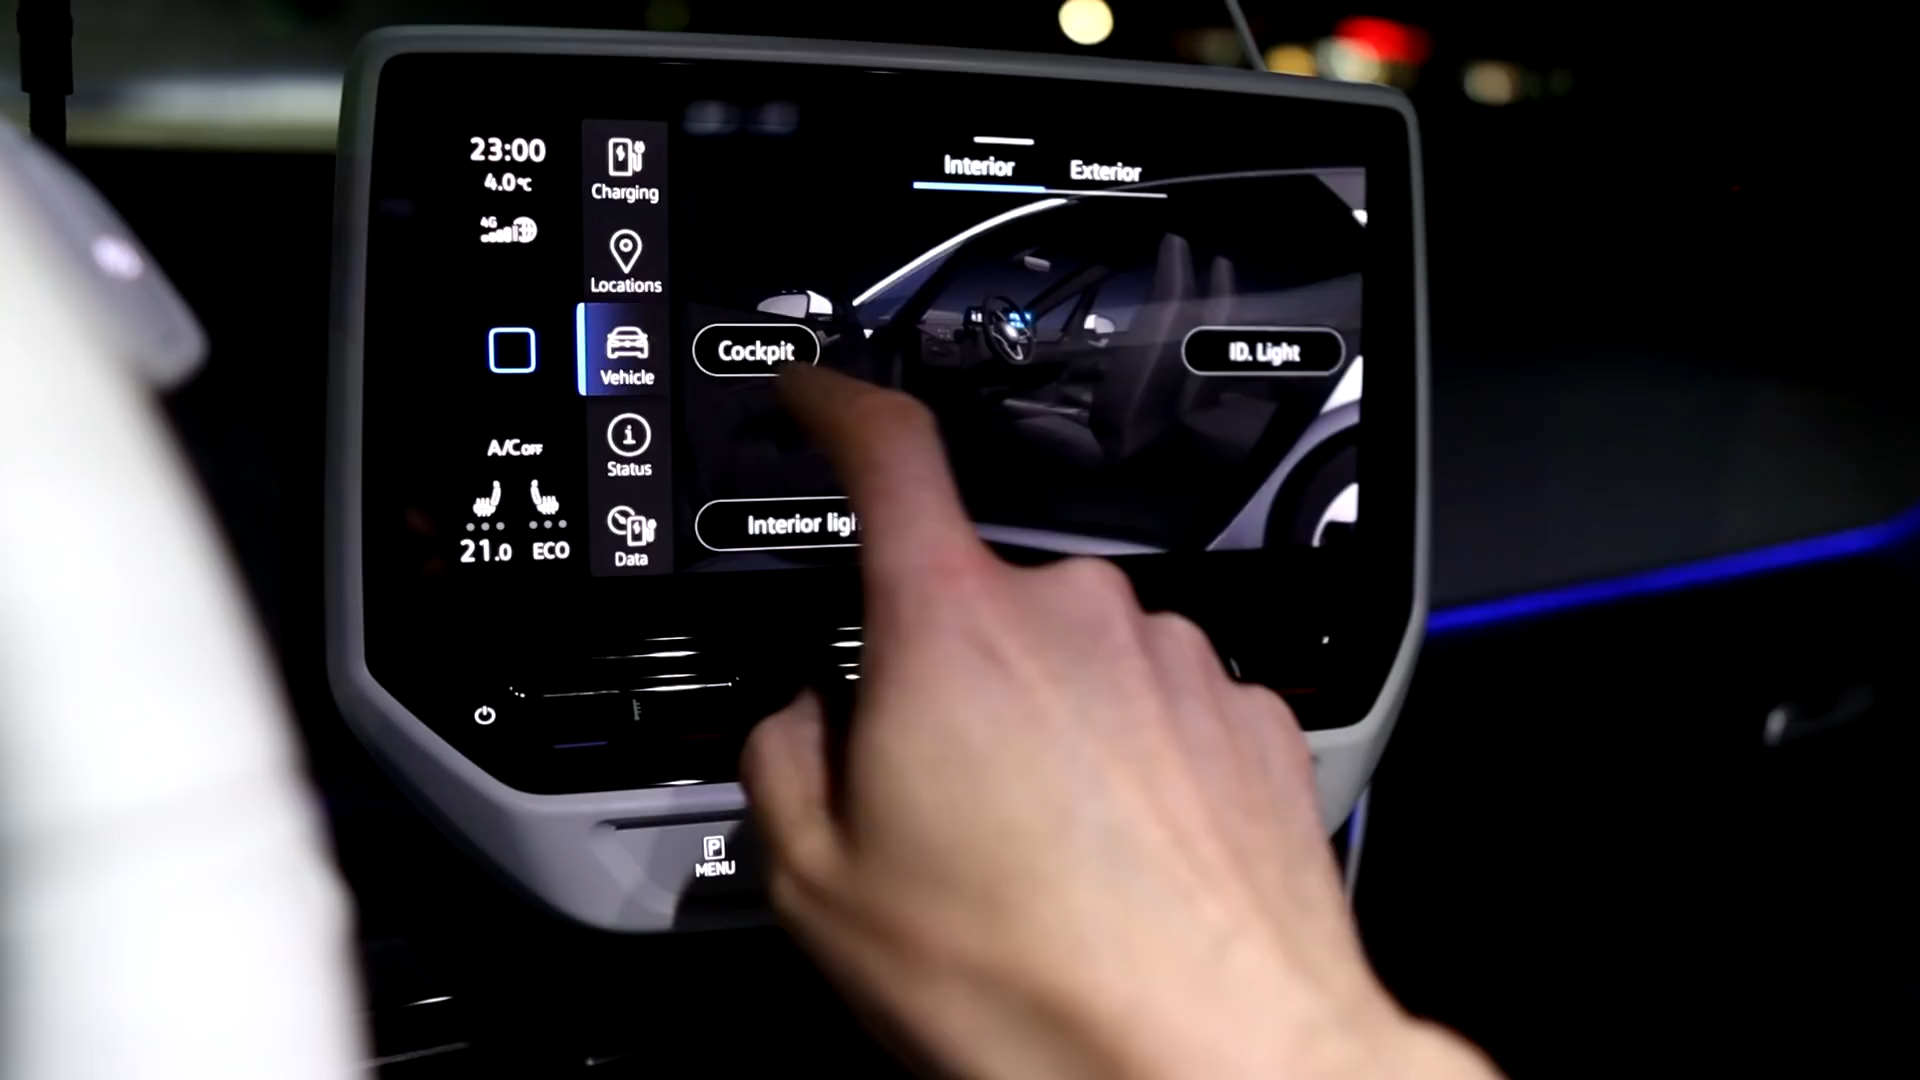 23:00
4.0°C
4G
A/C OFF
21.0 ECO
Charging
Locations
Vehicle
Status
Data
Interior Exterior
Cockpit
ID. Light
Interior
P
MENU